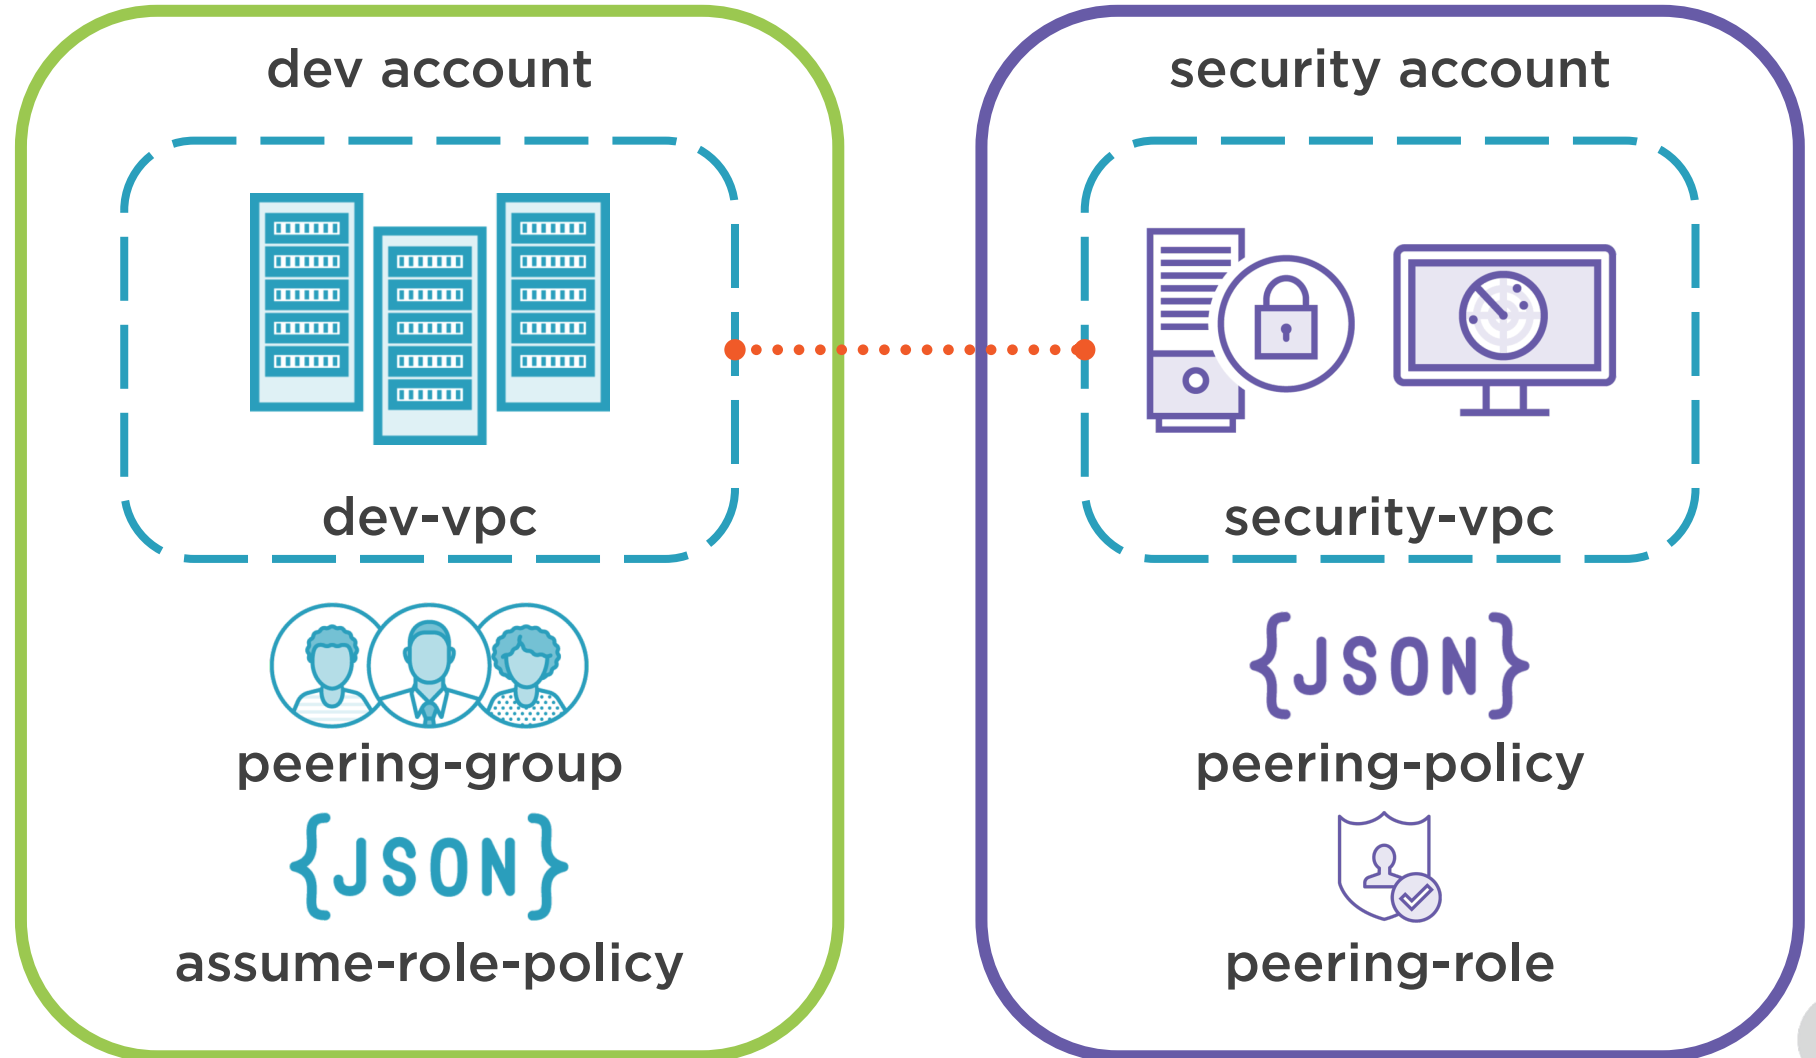 dev account
dev-vpc
peering-group
{JSON}
assume-role-policy
security account
security-vpc
{JSON}
peering-policy
peering-role